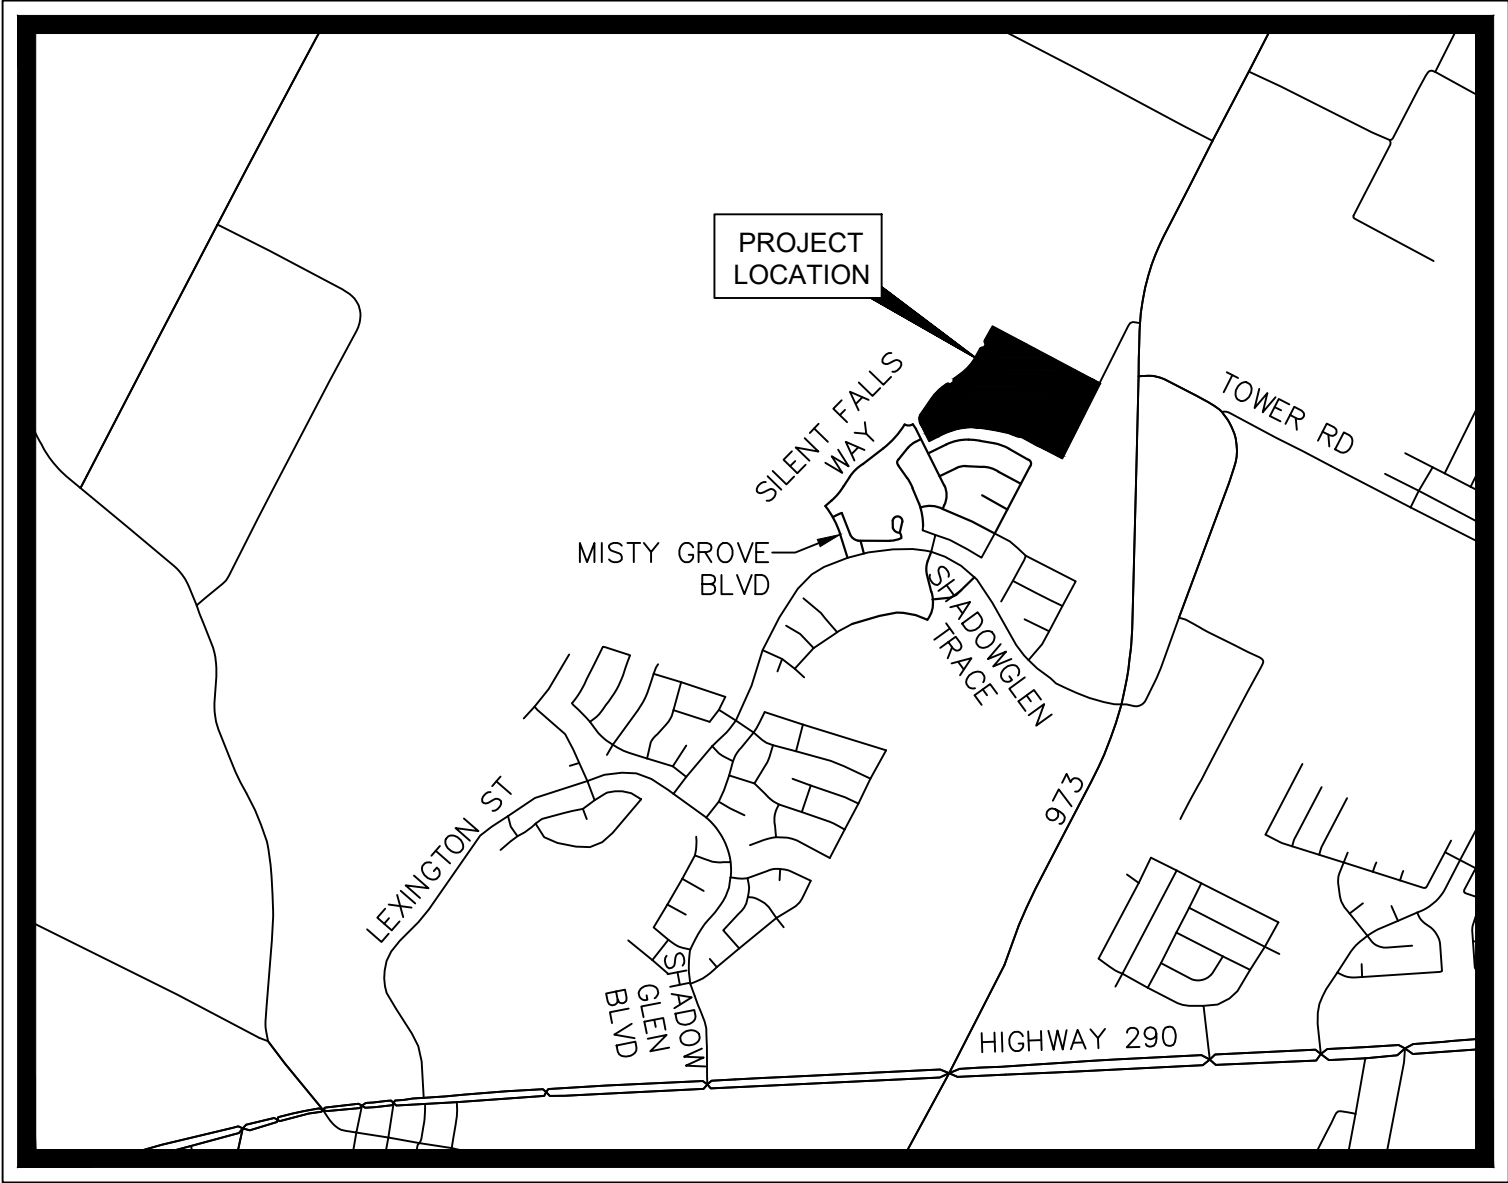 PROJECT
LOCATION
SILENT FALLS
WAY
TOWER RD
MISTY GROVE
BLVD
SHADOWGLEN
TRACE
973
LEXINGTON ST
SHADOW
GLEN
BLVD
HIGHWAY 290